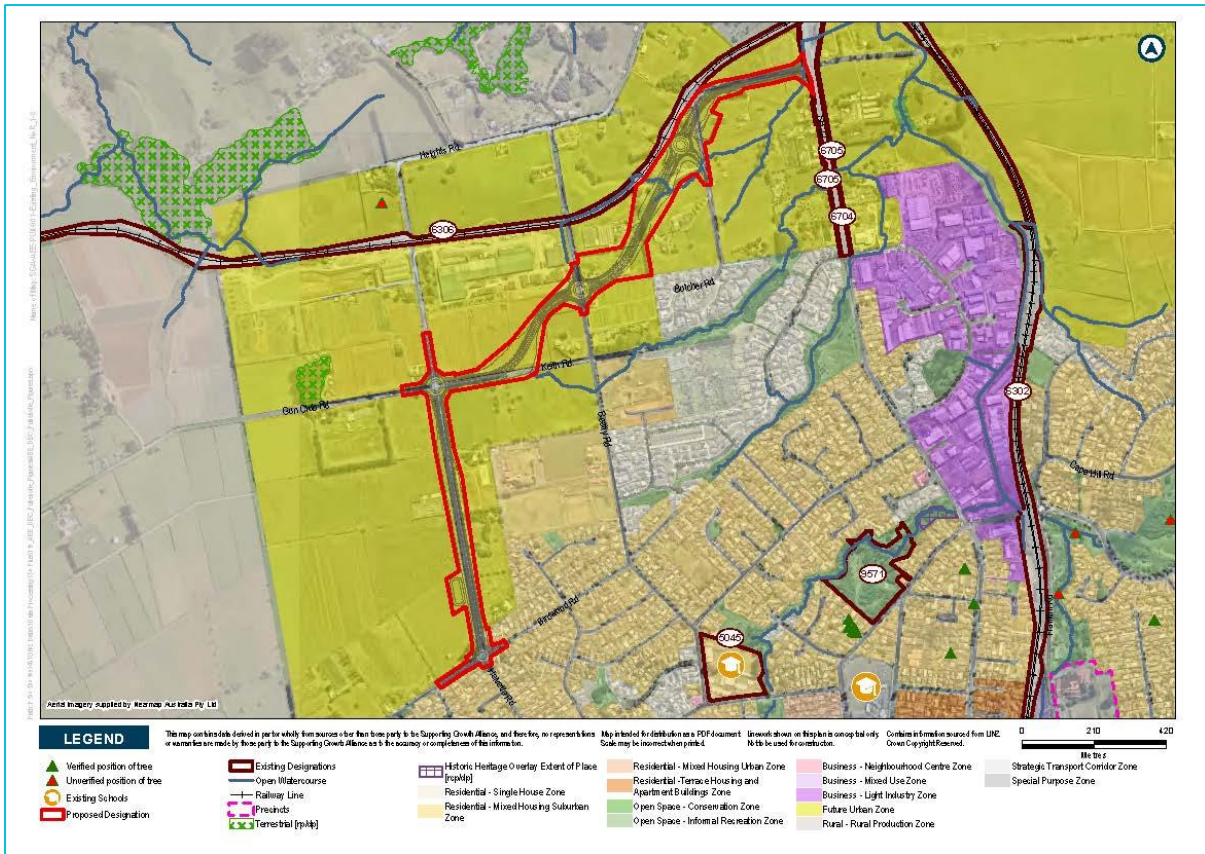 Heights Rd
6705
6705
6704
6306
Butcher Rd
Keith Rd
Gun Club Rd
6302
Cape Hill Rd
9571
Birdwood Rd
5045
Aerial Imagery supplied by Nearmap Australia Pty Ltd
LEGEND
This map contains data derived in part or wholly from sources other than those party to the Supporting Growth Alliance, and therefore, no representations
or warranties are made by those party to the Supporting Growth Alliance as to the accuracy or completeness of this information.
Map intended for distribution as a PDF document
Scale may be incorrect when printed.
Linework shown on this plan is conceptual only.
Not to be used for construction.
Contains information sourced from LINZ.
Crown Copyright Reserved.
0 210 420
Metres
Verified position of tree
Unverified position of tree
Existing Schools
Proposed Designation
Existing Designations
Open Watercourse
Railway Line
Precincts
Terrestrial [rp/dp]
Historic Heritage Overlay Extent of Place
[rcp/dp]
Residential - Single House Zone
Residential - Mixed Housing Suburban
Zone
Residential - Mixed Housing Urban Zone
Residential -Terrace Housing and
Apartment Buildings Zone
Open Space - Conservation Zone
Open Space - Informal Recreation Zone
Business - Neighbourhood Centre Zone
Business - Mixed Use Zone
Business - Light Industry Zone
Future Urban Zone
Rural - Rural Production Zone
Strategic Transport Corridor Zone
Special Purpose Zone